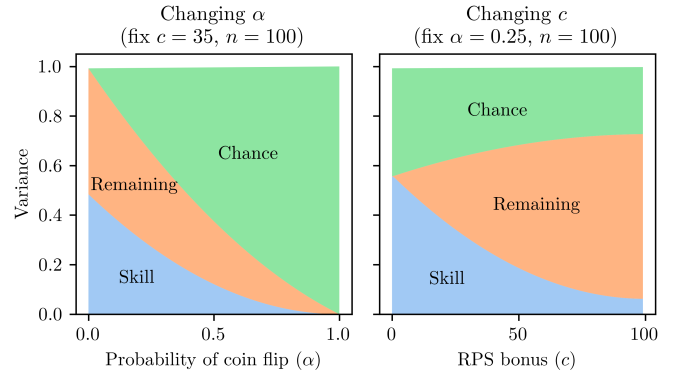 Changing α
(fix c = 35, n = 100)
Changing c
(fix α = 0.25, n = 100)
Variance
1.0
0.8
0.6
0.4
0.2
0.0
Chance
Remaining
Skill
Chance
Remaining
Skill
0.0
0.5
1.0
0
50
100
Probability of coin flip (α)
RPS bonus (c)